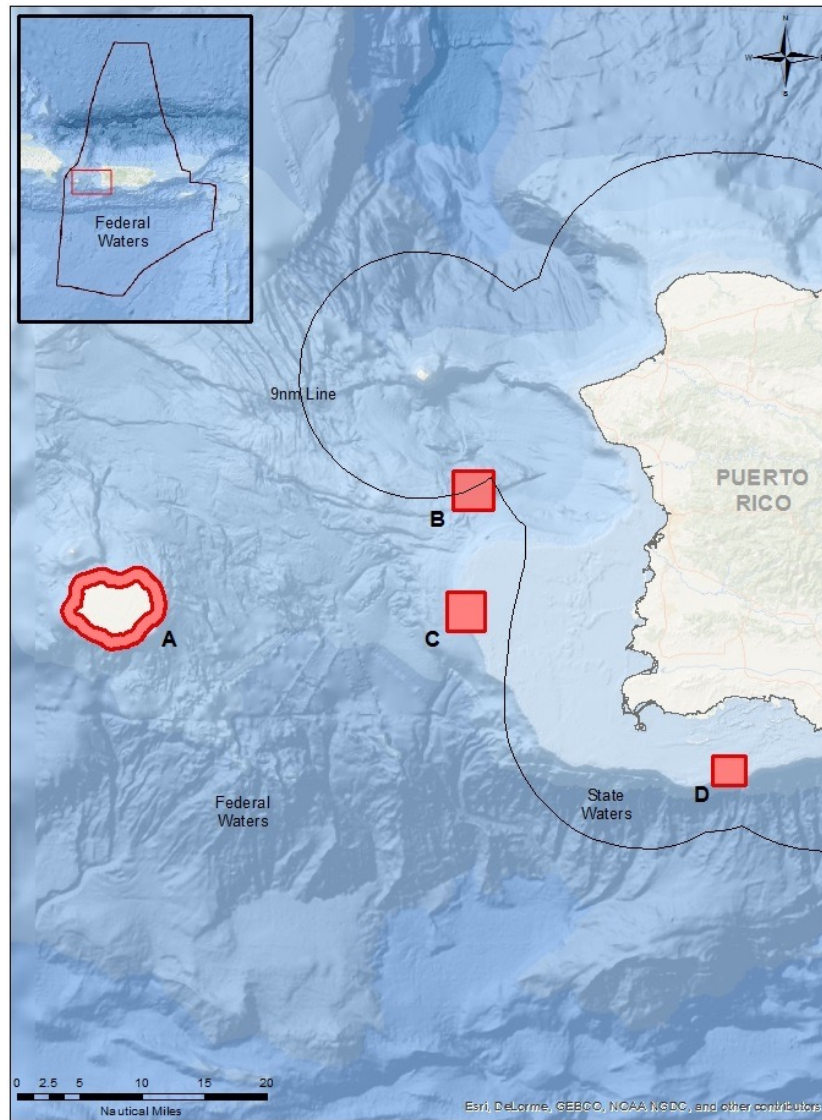 N
W
E
S
Federal
Waters
9nm Line
PUERTO
RICO
B
A
C
Federal
Waters
State
Waters
D
0 2.5 5 10 15 20
Nautical Miles
Esri, DeLorme, GEBCO, NOAA NGDC, and other contributors